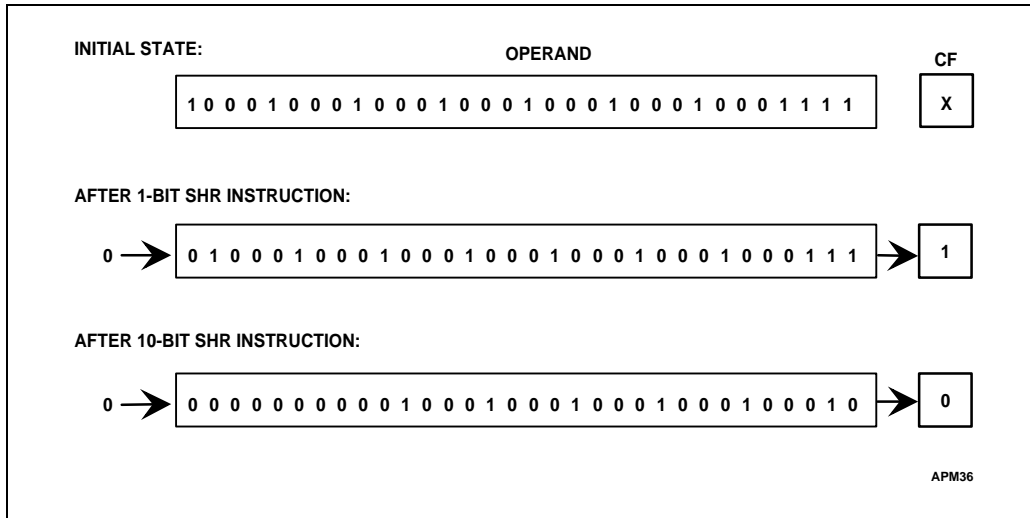 INITIAL STATE:
OPERAND
CF
1 0 0 0 1 0 0 0 1 0 0 0 1 0 0 0 1 0 0 0 1 0 0 0 1 0 0 0 1 1 1 1
X
AFTER 1-BIT SHR INSTRUCTION:
0
0 1 0 0 0 1 0 0 0 1 0 0 0 1 0 0 0 1 0 0 0 1 0 0 0 1 0 0 0 1 1 1
1
AFTER 10-BIT SHR INSTRUCTION:
0
0 0 0 0 0 0 0 0 0 0 1 0 0 0 1 0 0 0 1 0 0 0 1 0 0 0 1 0 0 0 1 0
0
APM36